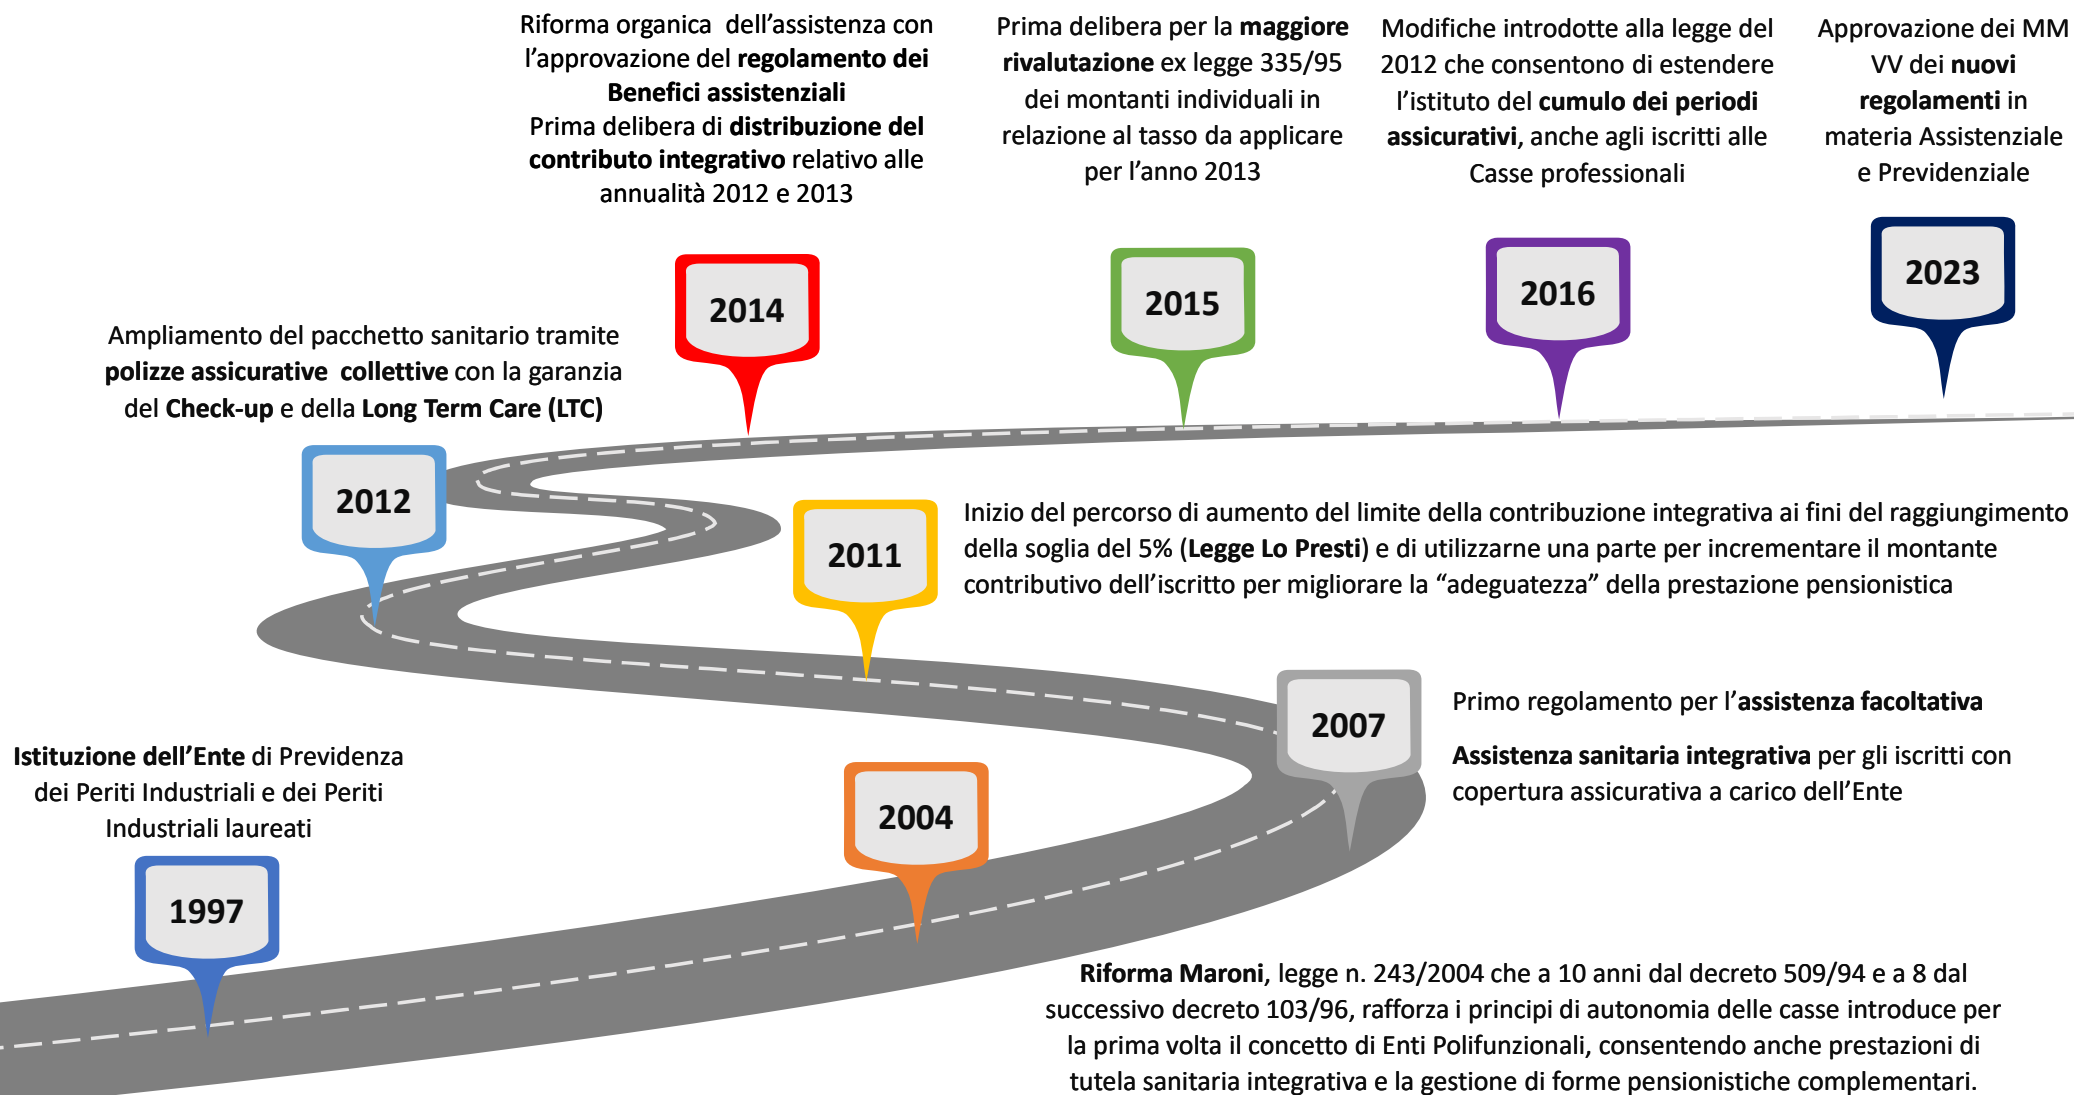 Riforma organica  dell'assistenza con
l'approvazione del regolamento dei
Benefici assistenziali
Prima delibera di distribuzione del
contributo integrativo relativo alle
annualità 2012 e 2013
2014
Prima delibera per la maggiore
rivalutazione ex legge 335/95
dei montanti individuali in
relazione al tasso da applicare
per l'anno 2013
2015
Modifiche introdotte alla legge del
2012 che consentono di estendere
l'istituto del cumulo dei periodi
assicurativi, anche agli iscritti alle
Casse professionali
2016
Approvazione dei MM
VV dei nuovi
regolamenti in
materia Assistenziale
e Previdenziale
2023
Ampliamento del pacchetto sanitario tramite
polizze assicurative  collettive con la garanzia
del Check-up e della Long Term Care (LTC)
2012
2011
Inizio del percorso di aumento del limite della contribuzione integrativa ai fini del raggiungimento
della soglia del 5% (Legge Lo Presti) e di utilizzarne una parte per incrementare il montante
contributivo dell'iscritto per migliorare la “adeguatezza” della prestazione pensionistica
2007
Primo regolamento per l'assistenza facoltativa
Assistenza sanitaria integrativa per gli iscritti con
copertura assicurativa a carico dell'Ente
Istituzione dell'Ente di Previdenza
dei Periti Industriali e dei Periti
Industriali laureati
1997
2004
Riforma Maroni, legge n. 243/2004 che a 10 anni dal decreto 509/94 e a 8 dal
successivo decreto 103/96, rafforza i principi di autonomia delle casse introduce per
la prima volta il concetto di Enti Polifunzionali, consentendo anche prestazioni di
tutela sanitaria integrativa e la gestione di forme pensionistiche complementari.